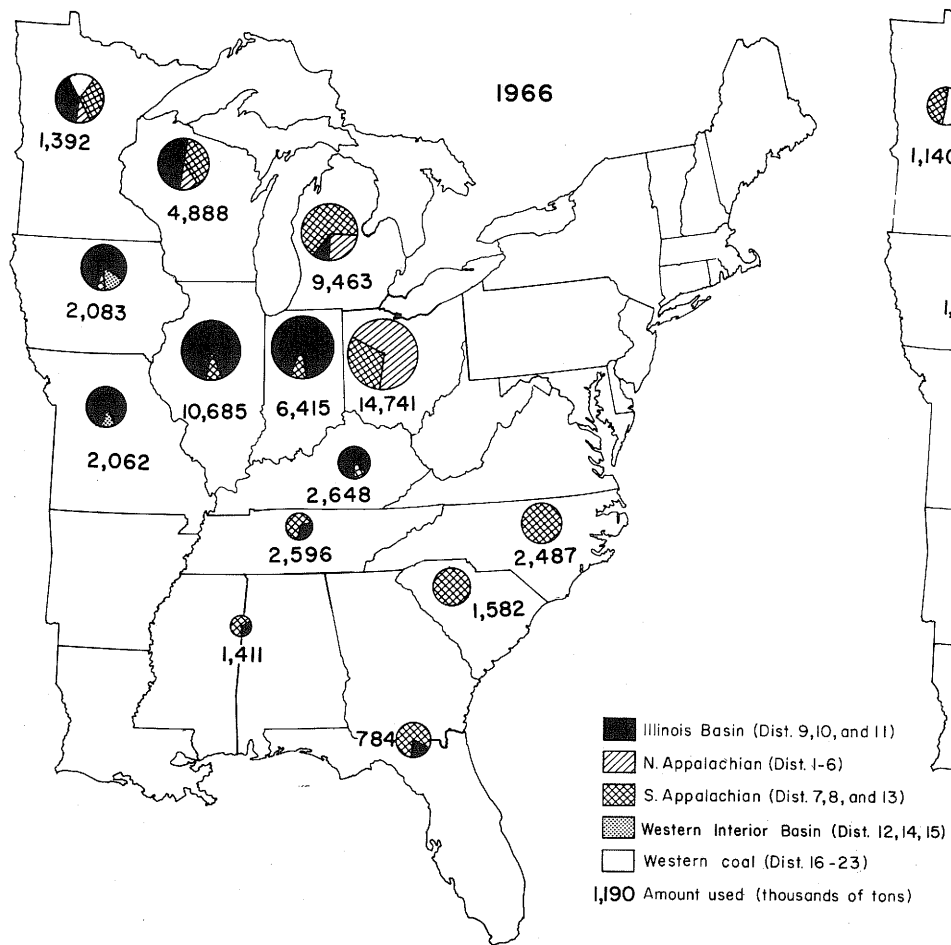 1966
1,392
4,888
9,463
2,083
10,685
6,415
14,741
2,062
2,648
2,596
2,487
1,582
1,411
784
Illinois Basin (Dist. 9,10, and 11)
N. Appalachian (Dist. 1-6)
S. Appalachian (Dist. 7,8, and 13)
Western Interior Basin (Dist. 12,14,15)
Western coal (Dist. 16-23)
1,190 Amount used (thousands of tons)
1,140
1,